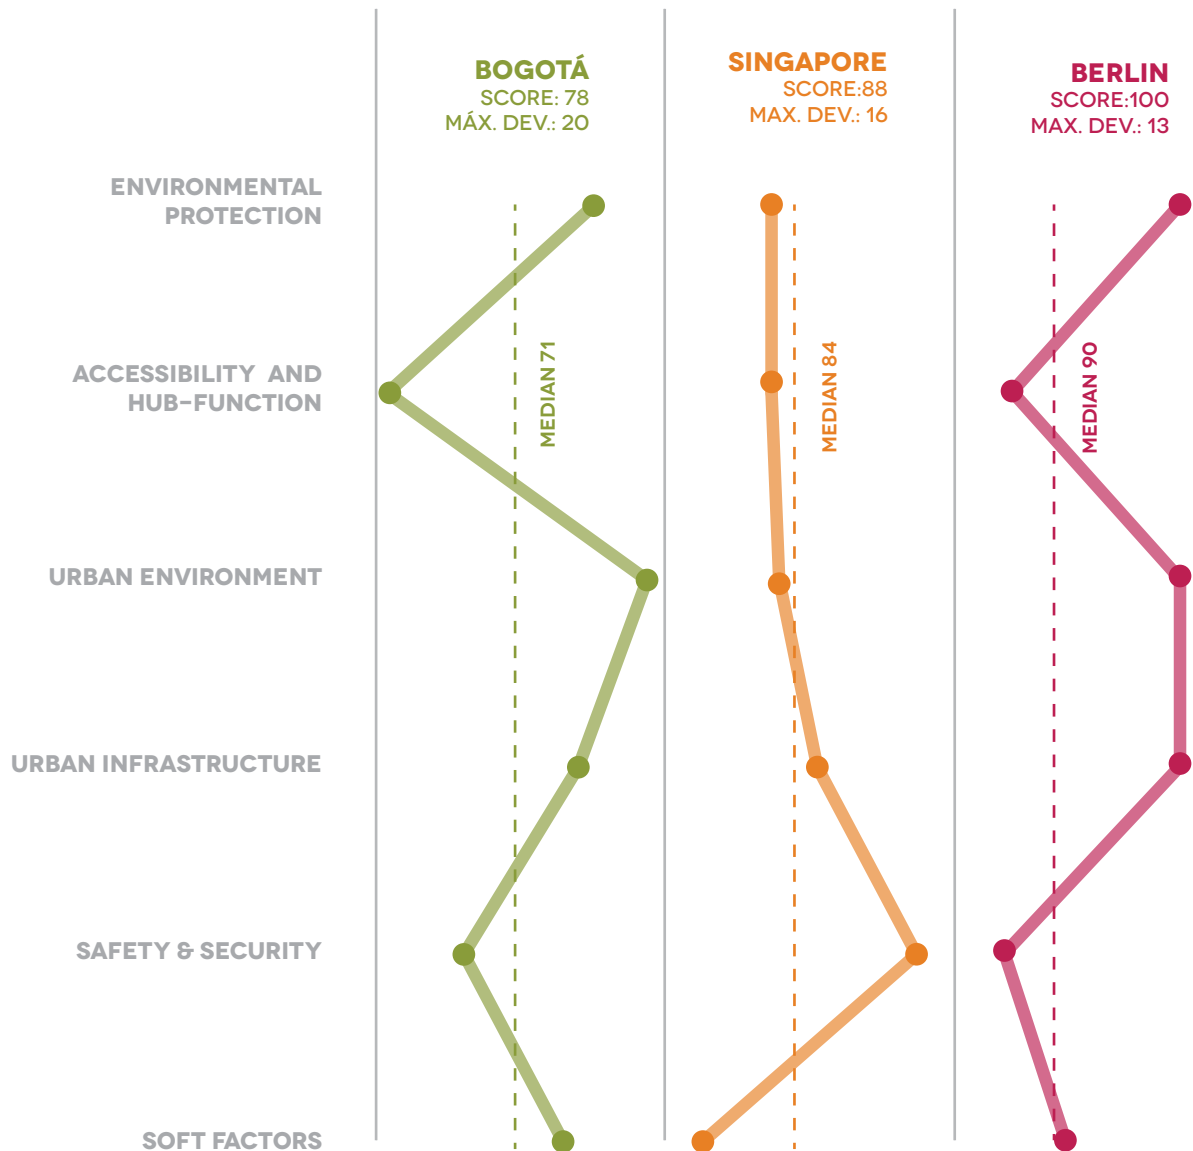 BOGOTÁ
SCORE: 78
MÁX. DEV.: 20
SINGAPORE
SCORE:88
MAX. DEV.: 16
BERLIN
SCORE:100
MAX. DEV.: 13
ENVIRONMENTAL
PROTECTION
ACCESSIBILITY AND
HUB-FUNCTION
URBAN ENVIRONMENT
URBAN INFRASTRUCTURE
SAFETY & SECURITY
SOFT FACTORS
MEDIAN 71
MEDIAN 84
MEDIAN 90